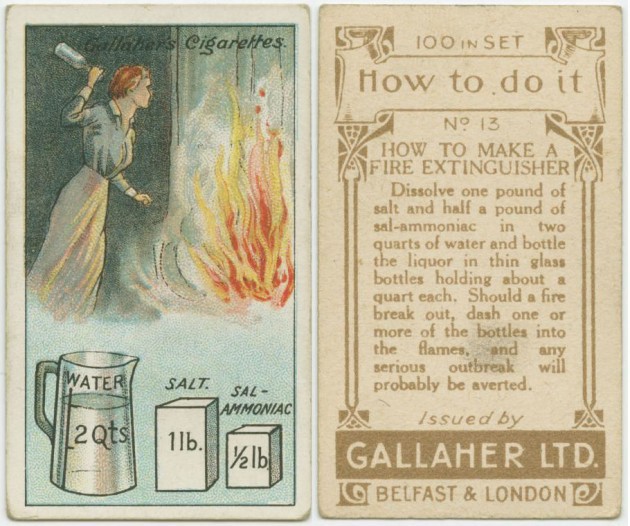 Gallaher's Cigarettes.
WATER
2 Qts
SALT.
1 lb.
SAL-
AMMONIAC
½ lb
100 IN SET
How to do it
No 13
HOW TO MAKE A
FIRE EXTINGUISHER
Dissolve one pound of
salt and half a pound of
sal-ammoniac in two
quarts of water and bottle
the liquor in thin glass
bottles holding about a
quart each. Should a fire
break out, dash one or
more of the bottles into
the flames, and any
serious outbreak will
probably be averted.
Issued by
GALLAHER LTD.
BELFAST & LONDON